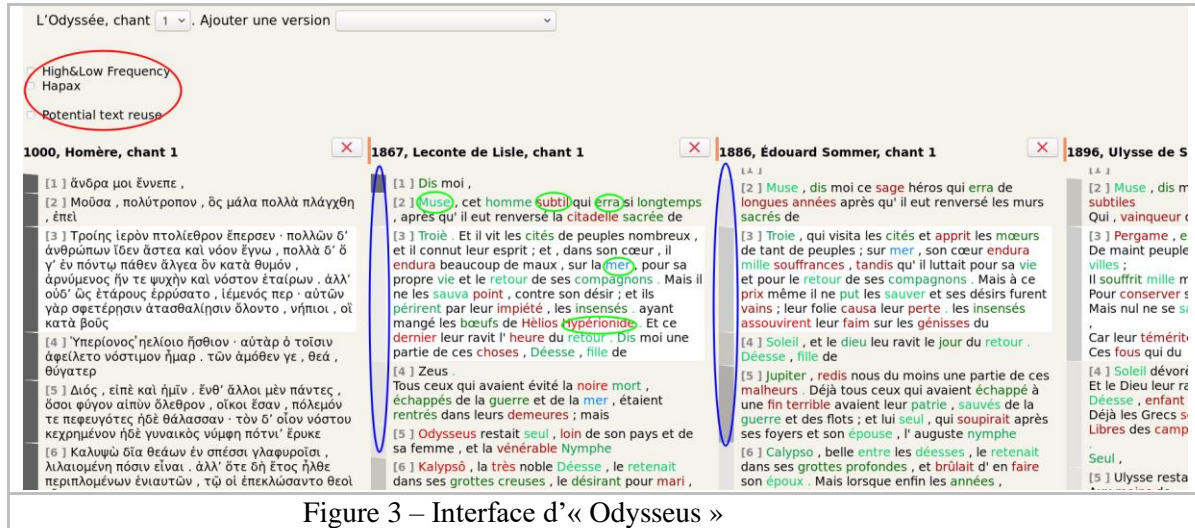 L'Odyssée, chant 1 . Ajouter une version
High&Low Frequency
Hapax
Potential text reuse
1000, Homère, chant 1
[1 ] ἄνδρα μοι ἔννεπε ,
[2 ] Μοῦσα , πολύτροπον , ὃς μάλα πολλὰ πλάγχθη
, ἐπεὶ
[3 ] Τροίης ἱερὸν πτολίεθρον ἔπερσεν · πολλῶν δ’
ἀνθρώπων ἴδεν ἄστεα καὶ νόον ἔγνω , πολλὰ δ’ ὅ
γ’ ἐν πόντῳ πάθεν ἄλγεα ὃν κατὰ θυμόν ,
ἀρνύμενος ἥν τε ψυχὴν καὶ νόστον ἑταίρων . ἀλλ’
οὐδ’ ὣς ἑτάρους ἐρρύσατο , ἱέμενός περ · αὐτῶν
γὰρ σφετέρῃσιν ἀτασθαλίῃσιν ὄλοντο , νήπιοι , οἳ
κατὰ βοῦς
[4 ] Ὑπερίονος ἠελίοιο ἤσθιον · αὐτὰρ ὁ τοῖσιν
ἀφείλετο νόστιμον ἦμαρ . τῶν ἁμόθεν γε , θεά ,
θύγατερ
[5 ] Διός , εἰπὲ καὶ ἡμῖν . ἔνθ’ ἄλλοι μὲν πάντες ,
ὅσοι φύγον αἰπὺν ὄλεθρον , οἴκοι ἔσαν , πόλεμόν
τε πεφευγότες ἠδὲ θάλασσαν · τὸν δ’ οἶον νόστου
κεχρημένον ἠδὲ γυναικὸς νύμφη πότνι’ ἔρυκε
[6 ] Καλυψὼ δῖα θεάων ἐν σπέσσι γλαφυροῖσι ,
λιλαιομένη πόσιν εἶναι . ἀλλ’ ὅτε δὴ ἔτος ἦλθε
περιπλομένων ἐνιαυτῶν , τῷ οἱ ἐπεκλώσαντο θεοὶ
1867, Leconte de Lisle, chant 1
[1 ] Dis moi ,
[2 ] Muse , cet homme subtil qui erra si longtemps
, après qu' il eut renversé la citadelle sacrée de
[3 ] Troiè . Et il vit les cités de peuples nombreux ,
et il connut leur esprit ; et , dans son cœur , il
endura beaucoup de maux , sur la mer , pour sa
propre vie et le retour de ses compagnons . Mais il
ne les sauva point , contre son désir ; et ils
périrent par leur impiété , les insensés . ayant
mangé les bœufs de Hèlios Hypérionide . Et ce
dernier leur ravit l' heure du retour . Dis moi une
partie de ces choses , Déesse , fille de
[4 ] Zeus .
Tous ceux qui avaient évité la noire mort ,
échappés de la guerre et de la mer , étaient
rentrés dans leurs demeures ; mais
[5 ] Odysseus restait seul , loin de son pays et de
sa femme , et la vénérable Nymphe
[6 ] Kalypsô , la très noble Déesse , le retenait
dans ses grottes creuses , le désirant pour mari ,
1886, Édouard Sommer, chant 1
[2 ] Muse , dis moi ce sage héros qui erra de
longues années après qu' il eut renversé les murs
sacrés de
[3 ] Troie , qui visita les cités et apprit les mœurs
de tant de peuples ; sur mer , son cœur endura
mille souffrances , tandis qu' il luttait pour sa vie
et pour le retour de ses compagnons . Mais à ce
prix même il ne put les sauver et ses désirs furent
vains ; leur folie causa leur perte . les insensés
assouvirent leur faim sur les génisses du
[4 ] Soleil , et le dieu leu ravit le jour du retour .
Déesse , fille de
[5 ] Jupiter , redis nous du moins une partie de ces
malheurs . Déjà tous ceux qui avaient échappé à
une fin terrible avaient leur patrie , sauvés de la
guerre et des flots ; et lui seul , qui soupirait après
ses foyers et son épouse , l' auguste nymphe
[6 ] Calypso , belle entre les déesses , le retenait
dans ses grottes profondes , et brûlait d' en faire
son époux . Mais lorsque enfin les années ,
1896, Ulysse de S
[2 ] Muse , dis m
subtiles
Qui , vainqueur
[3 ] Pergame , e
De maint peuple
villes ;
Il souffrit mille m
Pour conserver s
Mais nul ne se sa
,
Car leur témérit
Ces fous qui du
[4 ] Soleil dévor
Et le Dieu leur ra
Déesse , enfant
Déjà les Grecs s
Libres des camp
.
Seul ,
[5 ] Ulysse resta
Figure 3 – Interface d'« Odysseus »